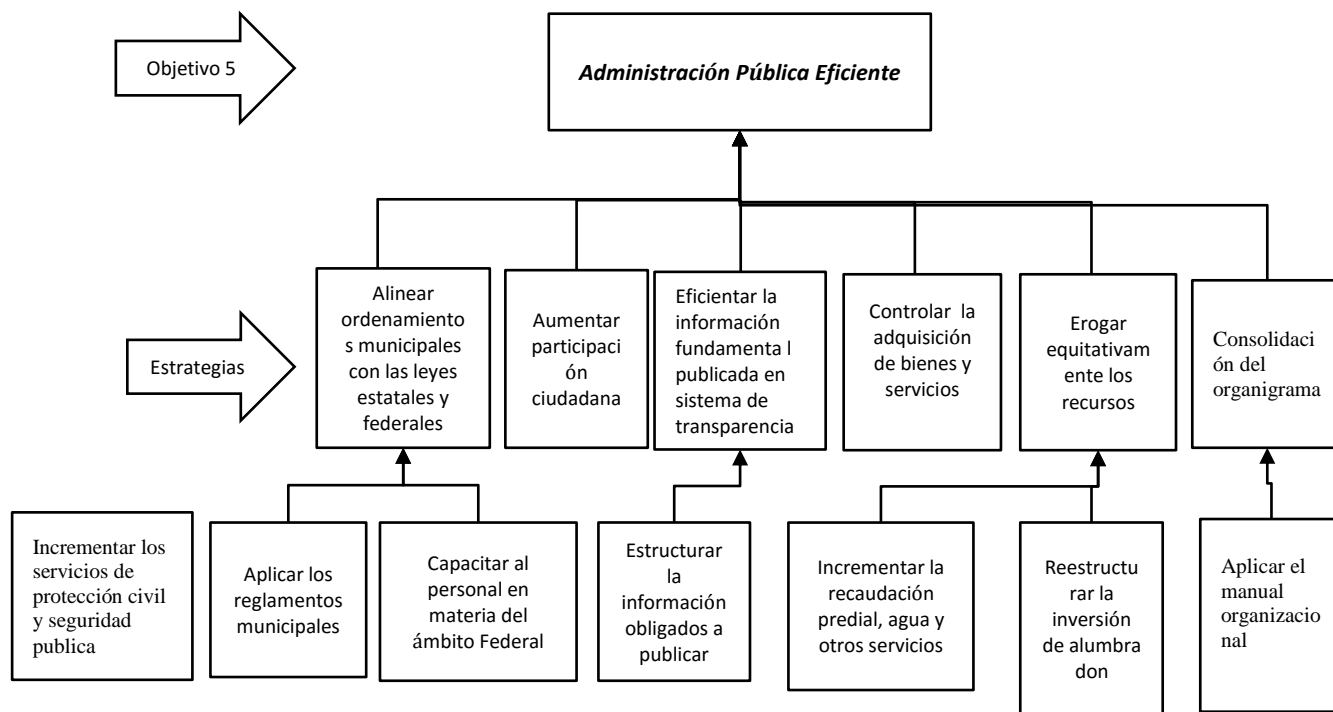 Objetivo 5
Administración Pública Eficiente
Estrategias
Alinear
ordenamiento
s municipales
con las leyes
estatales y
federales
Aumentar
participaci
ón
ciudadana
Eficientar la
información
fundamenta l
publicada en
sistema de
transparencia
Controlar la
adquisición
de bienes y
servicios
Erogar
equitativam
ente los
recursos
Consolidaci
ón del
organigrama
Incrementar los
servicios de
protección civil
y seguridad
publica
Aplicar los
reglamentos
municipales
Capacitar al
personal en
materia del
ámbito Federal
Estructurar
la
información
obligados a
publicar
Incrementar la
recaudación
predial, agua y
otros servicios
Reestructu
rar la
inversión
de alumbra
don
Aplicar el
manual
organizacio
nal